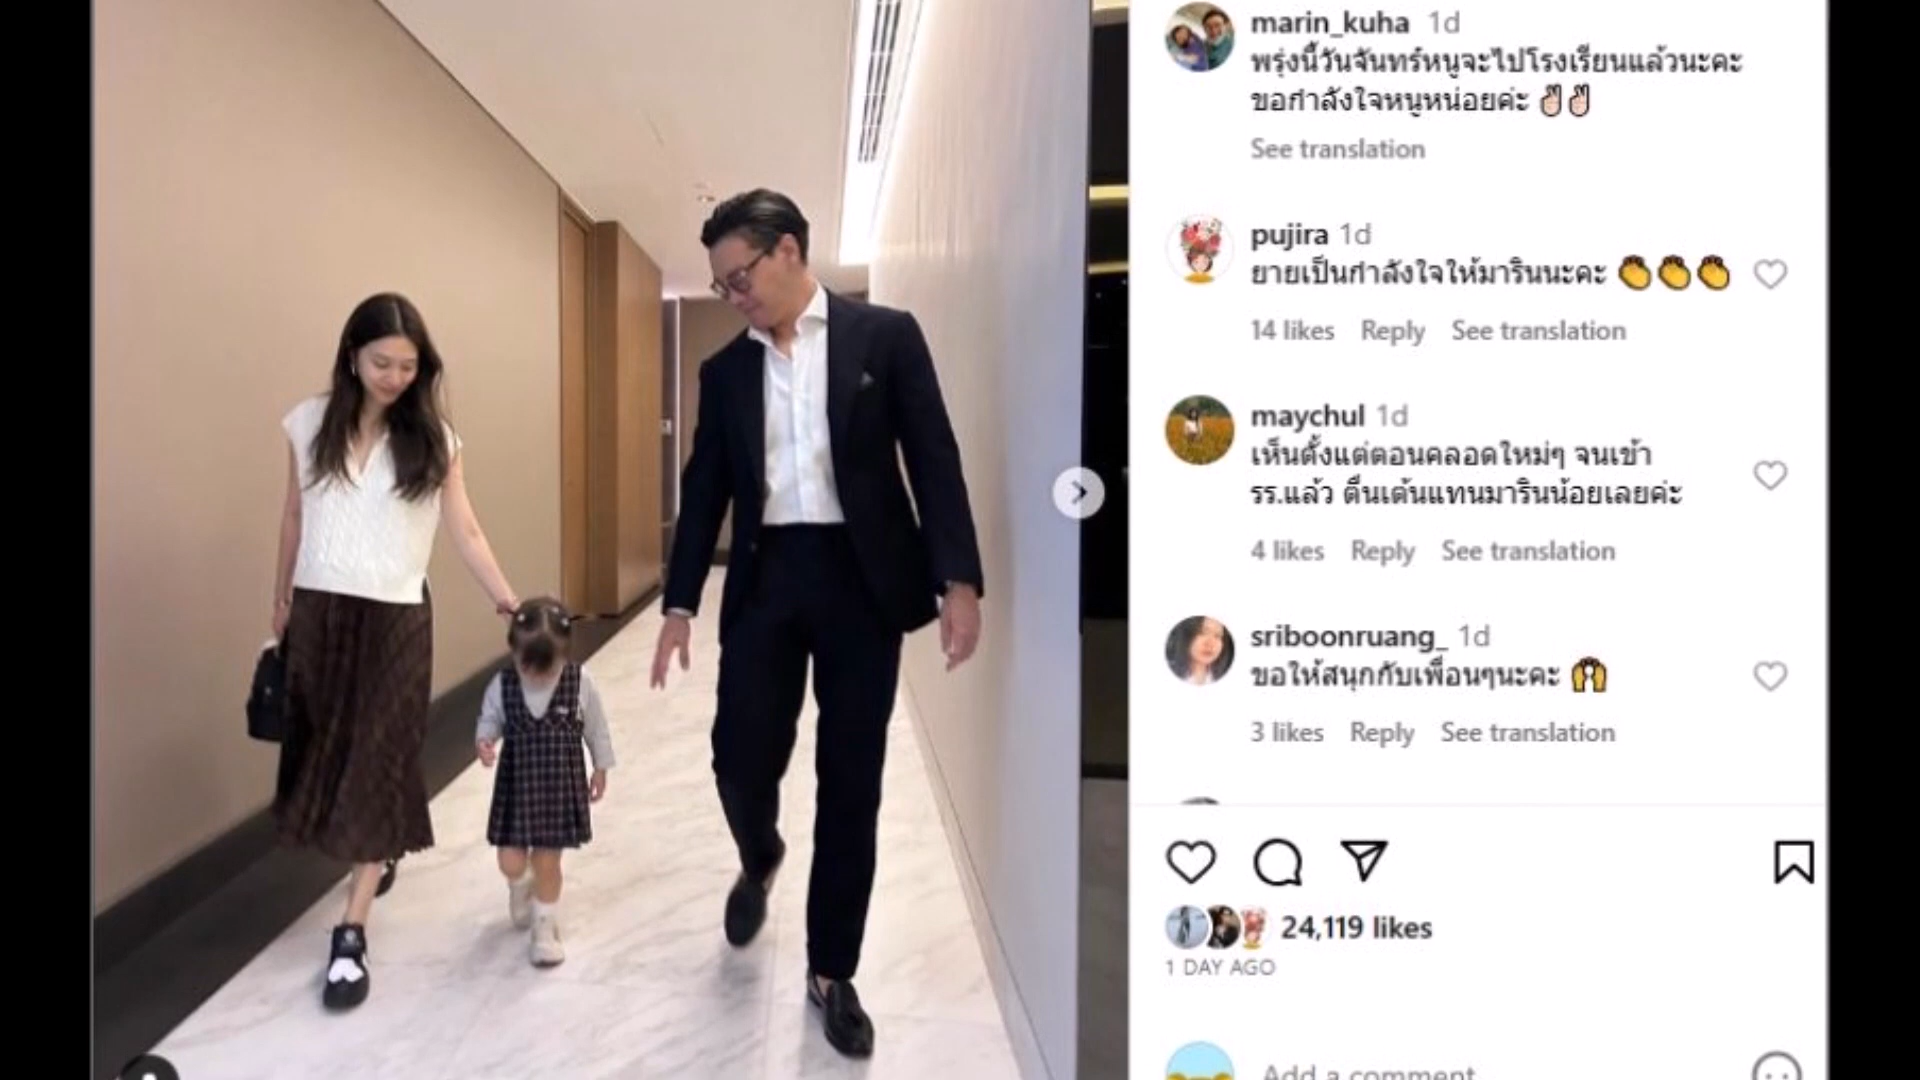 marin_kuha 1d
พรุ่งนี้วันจันทร์หนูจะไปโรงเรียนแล้วนะคะ
ขอกำลังใจหนูหน่อยค่ะ ✌🏻✌🏻
See translation
pujira 1d
ยายเป็นกำลังใจให้มารินนะคะ 👏👏👏
14 likes Reply See translation
maychul 1d
เห็นตั้งแต่ตอนคลอดใหม่ๆ จนเข้า
รร.แล้ว ตื่นเต้นแทนมารินน้อยเลยค่ะ
4 likes Reply See translation
sriboonruang_ 1d
ขอให้สนุกกับเพื่อนๆนะคะ 🙌
3 likes Reply See translation
24,119 likes
1 DAY AGO
Add a comment